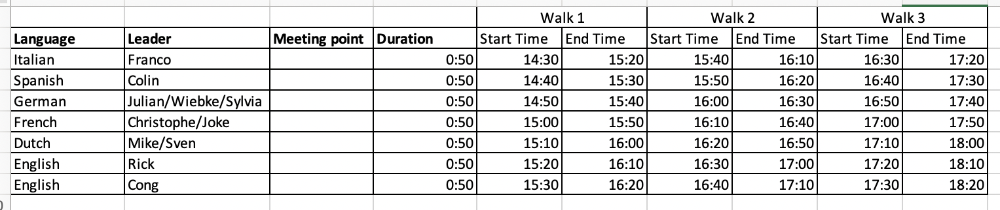 Walk 1 Walk 2 Walk 3
Language Leader Meeting point Duration Start Time End Time Start Time End Time Start Time End Time
Italian Franco 0:50 14:30 15:20 15:40 16:10 16:30 17:20
Spanish Colin 0:50 14:40 15:30 15:50 16:20 16:40 17:30
German Julian/Wiebke/Sylvia 0:50 14:50 15:40 16:00 16:30 16:50 17:40
French Christophe/Joke 0:50 15:00 15:50 16:10 16:40 17:00 17:50
Dutch Mike/Sven 0:50 15:10 16:00 16:20 16:50 17:10 18:00
English Rick 0:50 15:20 16:10 16:30 17:00 17:20 18:10
English Cong 0:50 15:30 16:20 16:40 17:10 17:30 18:20